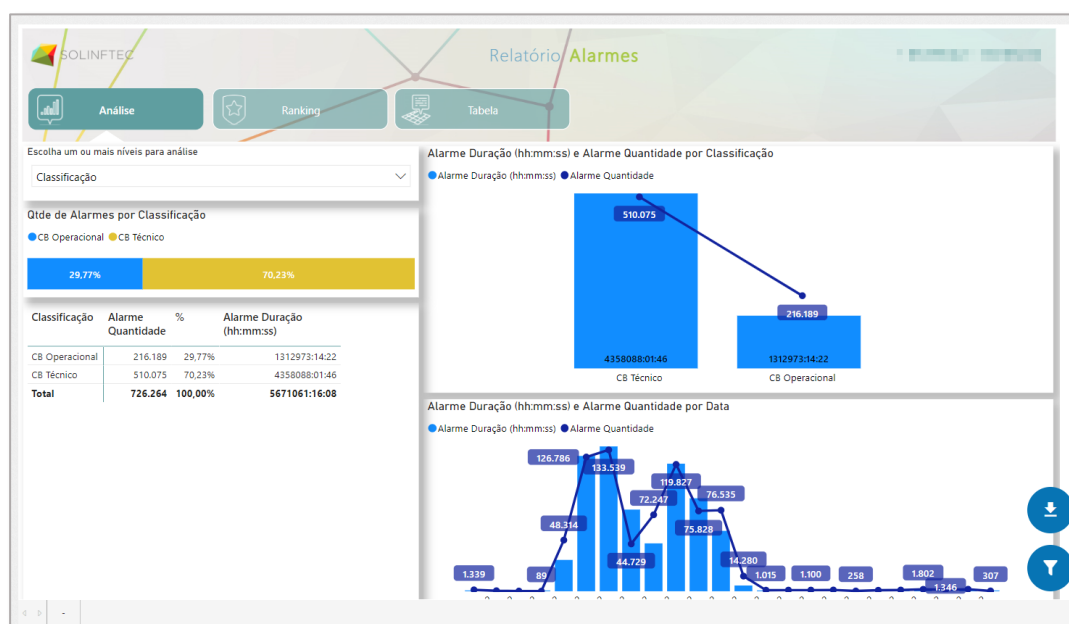 SOLINFTEC
Relatório Alarmes
Análise
Ranking
Tabela
Escolha um ou mais níveis para análise
Classificação
Qtde de Alarmes por Classificação
CB Operacional CB Técnico
29,77% 70,23%
Classificação Alarme Quantidade % Alarme Duração (hh:mm:ss)
CB Operacional 216.189 29,77% 1312973:14:22
CB Técnico 510.075 70,23% 4358088:01:46
Total 726.264 100,00% 5671061:16:08
Alarme Duração (hh:mm:ss) e Alarme Quantidade por Classificação
Alarme Duração (hh:mm:ss) Alarme Quantidade
510.075
216.189
4358088:01:46 1312973:14:22
CB Técnico CB Operacional
Alarme Duração (hh:mm:ss) e Alarme Quantidade por Data
Alarme Duração (hh:mm:ss) Alarme Quantidade
126.786
133.539
119.827
76.535
72.247
48.314
75.828
44.729
14.280
1.339 89 1.015 1.100 258 1.802 307
1.346
-